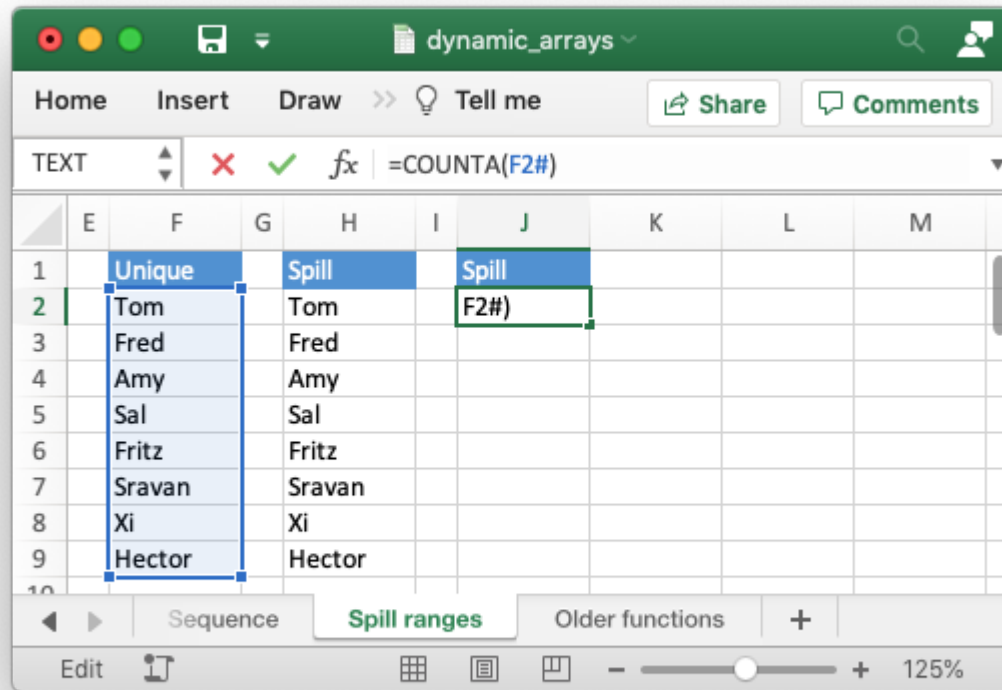 dynamic_arrays
Home Insert Draw >> Tell me Share Comments
TEXT fx =COUNTA(F2#)
E F G H I J K L M
1 Unique Spill Spill
2 Tom Tom F2#)
3 Fred Fred
4 Amy Amy
5 Sal Sal
6 Fritz Fritz
7 Sravan Sravan
8 Xi Xi
9 Hector Hector
10
Sequence Spill ranges Older functions +
Edit − + 125%